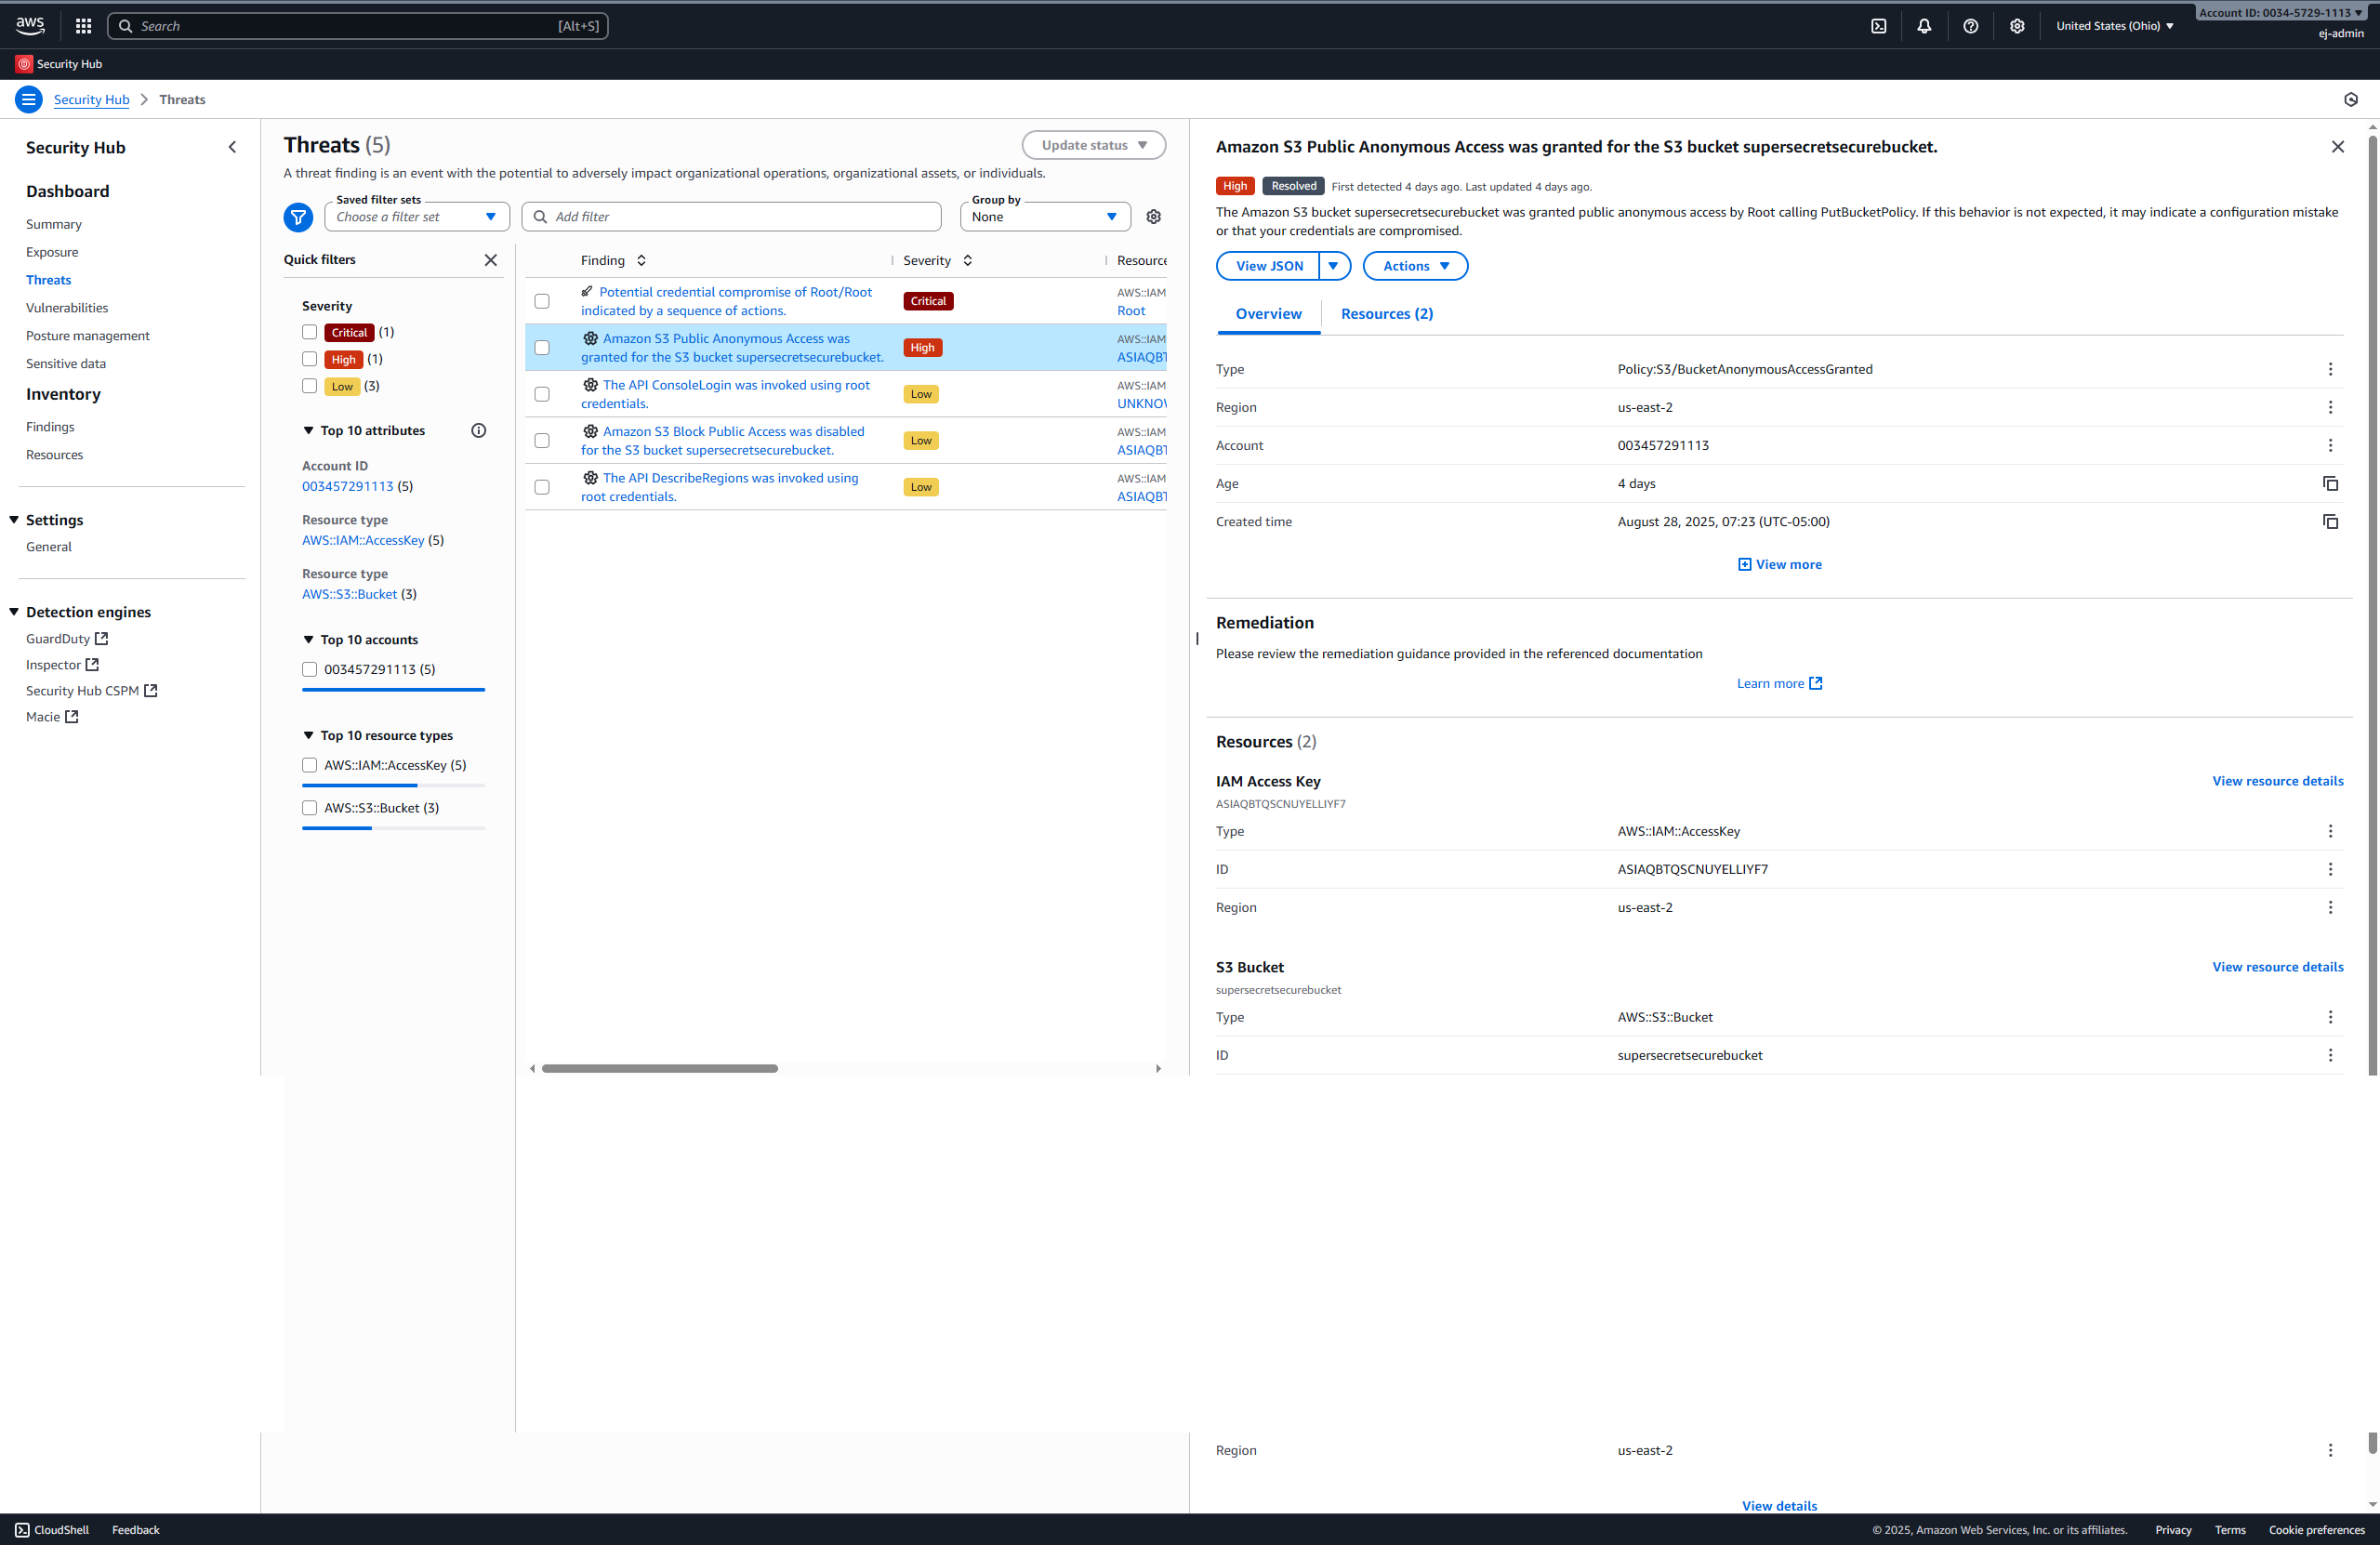 aws
Search
[Alt+S]
United States (Ohio)
Account ID: 0034-5729-1113
ej-admin
Security Hub
Security Hub
Threats
Security Hub
Dashboard
Summary
Exposure
Threats
Vulnerabilities
Posture management
Sensitive data
Inventory
Findings
Resources
Settings
General
Detection engines
GuardDuty
Inspector
Security Hub CSPM
Macie
Threats (5)
Update status
A threat finding is an event with the potential to adversely impact organizational operations, organizational assets, or individuals.
Saved filter sets
Choose a filter set
Add filter
Group by
None
Quick filters
Severity
Critical (1)
High (1)
Low (3)
Top 10 attributes
Account ID
003457291113 (5)
Resource type
AWS::IAM::AccessKey (5)
Resource type
AWS::S3::Bucket (3)
Top 10 accounts
003457291113 (5)
Top 10 resource types
AWS::IAM::AccessKey (5)
AWS::S3::Bucket (3)
Finding
Severity
Resource
Potential credential compromise of Root/Root
indicated by a sequence of actions.
Critical
AWS::IAM
Root
Amazon S3 Public Anonymous Access was
granted for the S3 bucket supersecretsecurebucket.
High
AWS::IAM
ASIAQBT
The API ConsoleLogin was invoked using root
credentials.
Low
AWS::IAM
UNKNOW
Amazon S3 Block Public Access was disabled
for the S3 bucket supersecretsecurebucket.
Low
AWS::IAM
ASIAQBT
The API DescribeRegions was invoked using
root credentials.
Low
AWS::IAM
ASIAQBT
Amazon S3 Public Anonymous Access was granted for the S3 bucket supersecretsecurebucket.
High
Resolved
First detected 4 days ago. Last updated 4 days ago.
The Amazon S3 bucket supersecretsecurebucket was granted public anonymous access by Root calling PutBucketPolicy. If this behavior is not expected, it may indicate a configuration mistake
or that your credentials are compromised.
View JSON
Actions
Overview
Resources (2)
Type
Policy:S3/BucketAnonymousAccessGranted
Region
us-east-2
Account
003457291113
Age
4 days
Created time
August 28, 2025, 07:23 (UTC-05:00)
View more
Remediation
Please review the remediation guidance provided in the referenced documentation
Learn more
Resources (2)
IAM Access Key
View resource details
ASIAQBTQSCNUYELLIYF7
Type
AWS::IAM::AccessKey
ID
ASIAQBTQSCNUYELLIYF7
Region
us-east-2
S3 Bucket
View resource details
supersecretsecurebucket
Type
AWS::S3::Bucket
ID
supersecretsecurebucket
Region
us-east-2
View details
CloudShell
Feedback
© 2025, Amazon Web Services, Inc. or its affiliates.
Privacy
Terms
Cookie preferences